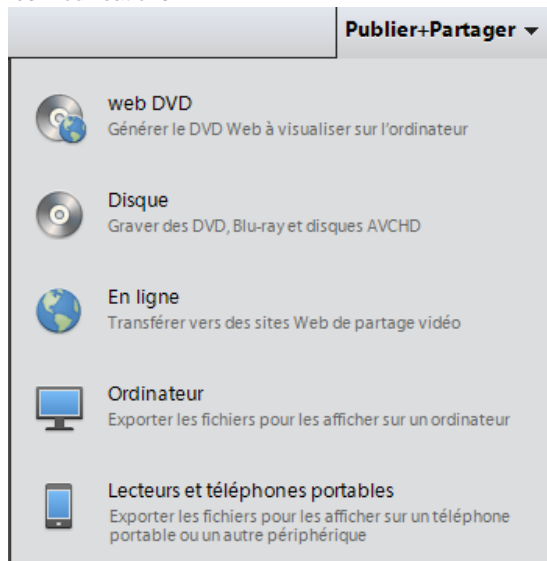 Publier+Partager
web DVD
Générer le DVD Web à visualiser sur l'ordinateur
Disque
Graver des DVD, Blu-ray et disques AVCHD
En ligne
Transférer vers des sites Web de partage vidéo
Ordinateur
Exporter les fichiers pour les afficher sur un ordinateur
Lecteurs et téléphones portables
Exporter les fichiers pour les afficher sur un téléphone
portable ou un autre périphérique